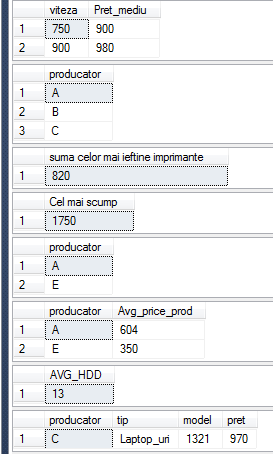 viteza Pret_mediu
1 750 900
2 900 980
producator
1 A
2 B
3 C
suma celor mai ieftine imprimante
1 820
Cel mai scump
1 1750
producator
1 A
2 E
producator Avg_price_prod
1 A 604
2 E 350
AVG_HDD
1 13
producator tip model pret
1 C Laptop_uri 1321 970